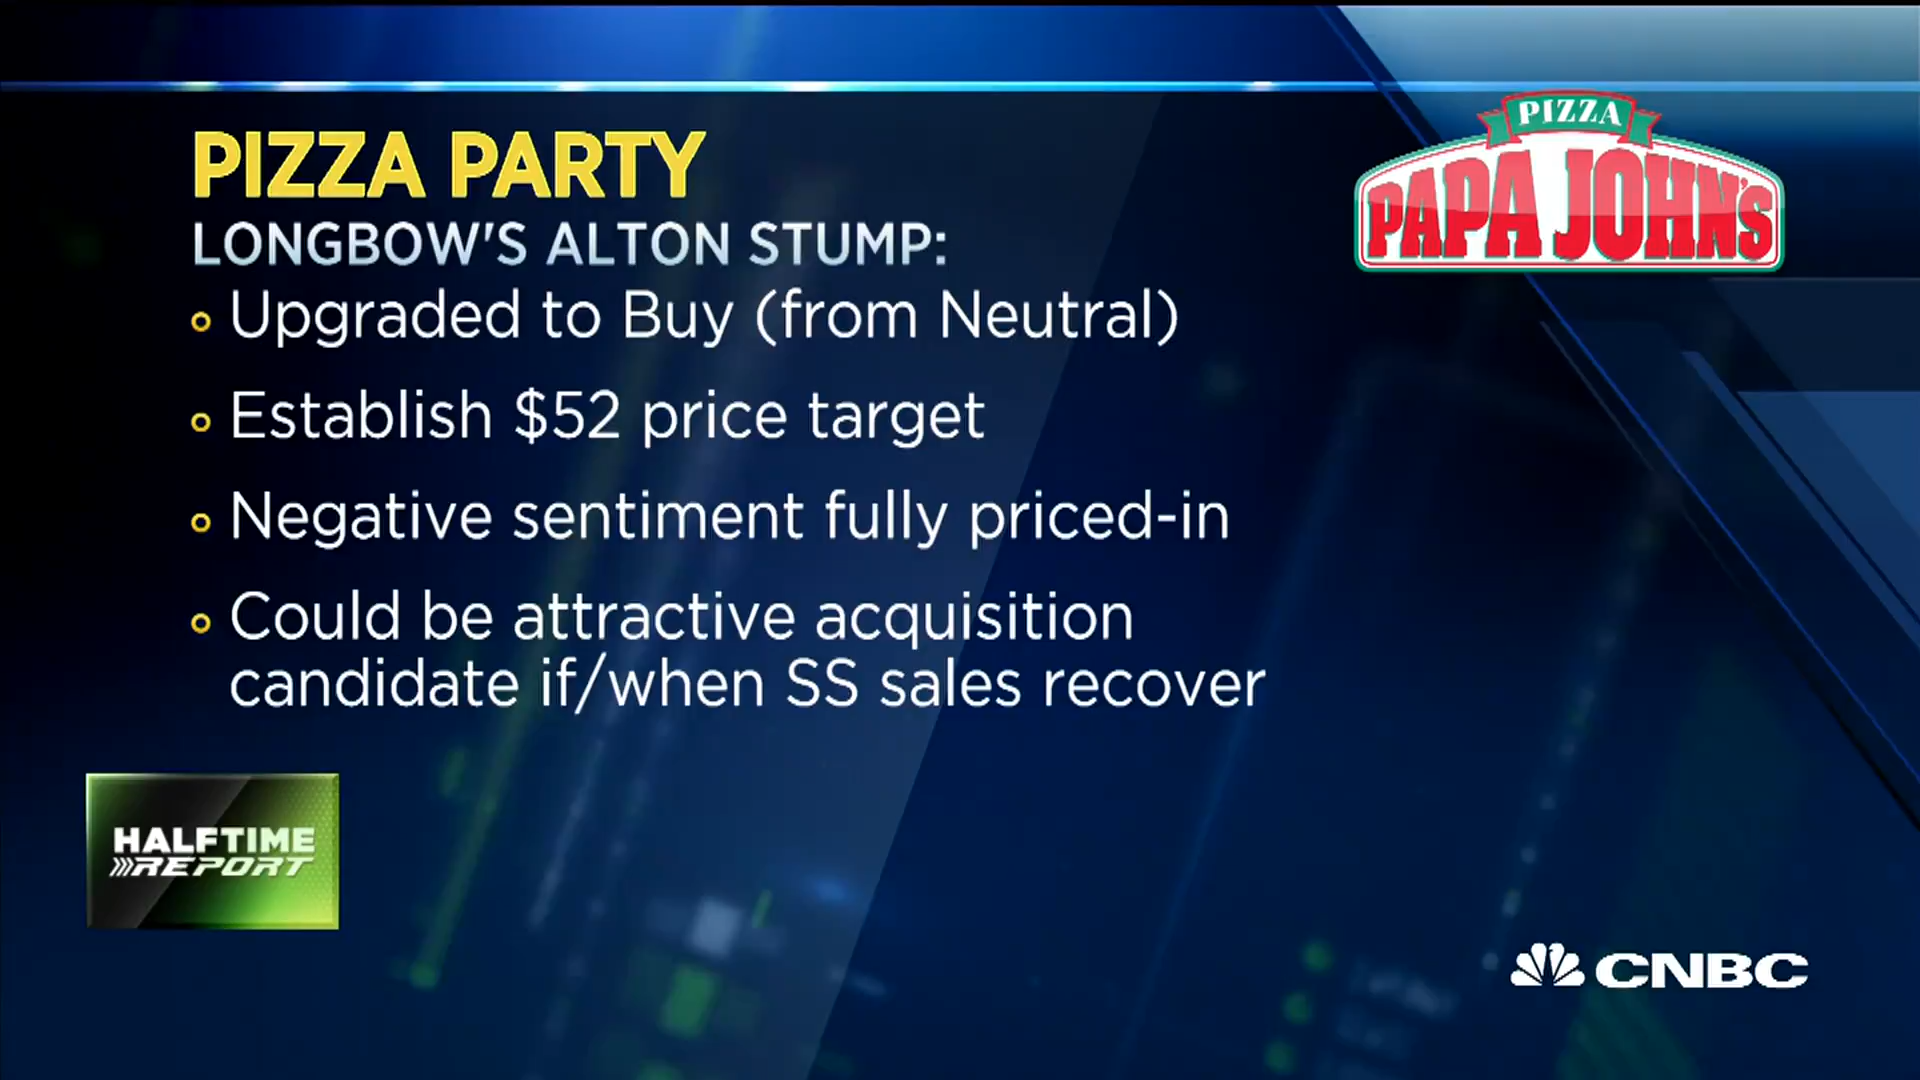 PIZZA
PAPA JOHN'S
PIZZA PARTY
LONGBOW'S ALTON STUMP:
Upgraded to Buy (from Neutral)
Establish $52 price target
Negative sentiment fully priced-in
Could be attractive acquisition
candidate if/when SS sales recover
HALFTIME
REPORT
CNBC